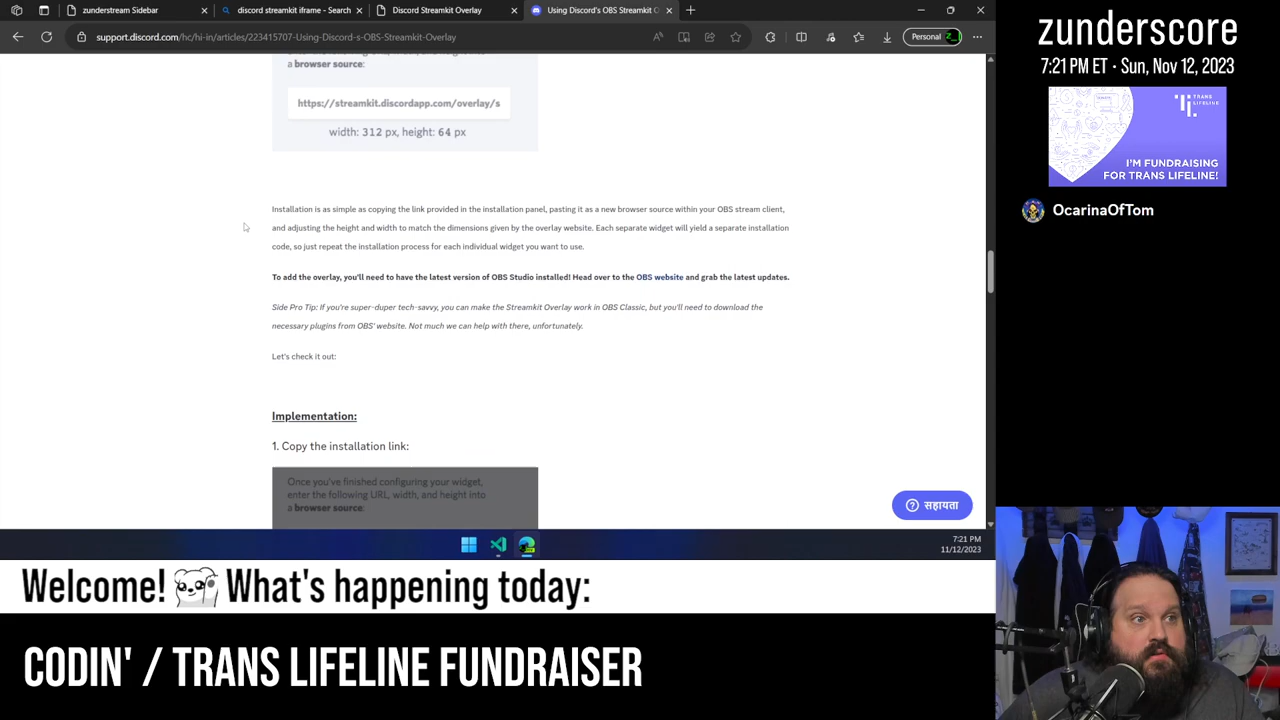 zunderstream Sidebar
discord streamkit iframe - Search
Discord Streamkit Overlay
Using Discord's OBS Streamkit O
support.discord.com/hc/hi-in/articles/223415707-Using-Discord-s-OBS-Streamkit-Overlay
Personal
a browser source:
https://streamkit.discordapp.com/overlay/s
width: 312 px, height: 64 px
Installation is as simple as copying the link provided in the installation panel, pasting it as a new browser source within your OBS stream client,
and adjusting the height and width to match the dimensions given by the overlay website. Each separate widget will yield a separate installation
code, so just repeat the installation process for each individual widget you want to use.
To add the overlay, you'll need to have the latest version of OBS Studio installed! Head over to the OBS website and grab the latest updates.
Side Pro Tip: If you're super-duper tech-savvy, you can make the Streamkit Overlay work in OBS Classic, but you'll need to download the
necessary plugins from OBS' website. Not much we can help with there, unfortunately.
Let's check it out:
Implementation:
1. Copy the installation link:
Once you've finished configuring your widget,
enter the following URL, width, and height into
a browser source:
सहायता
7:21 PM
11/12/2023
Welcome! What's happening today:
CODIN' / TRANS LIFELINE FUNDRAISER
zunderscore
7:21 PM ET · Sun, Nov 12, 2023
TRANS
LIFELINE
I'M FUNDRAISING
FOR TRANS LIFELINE!
OcarinaOfTom